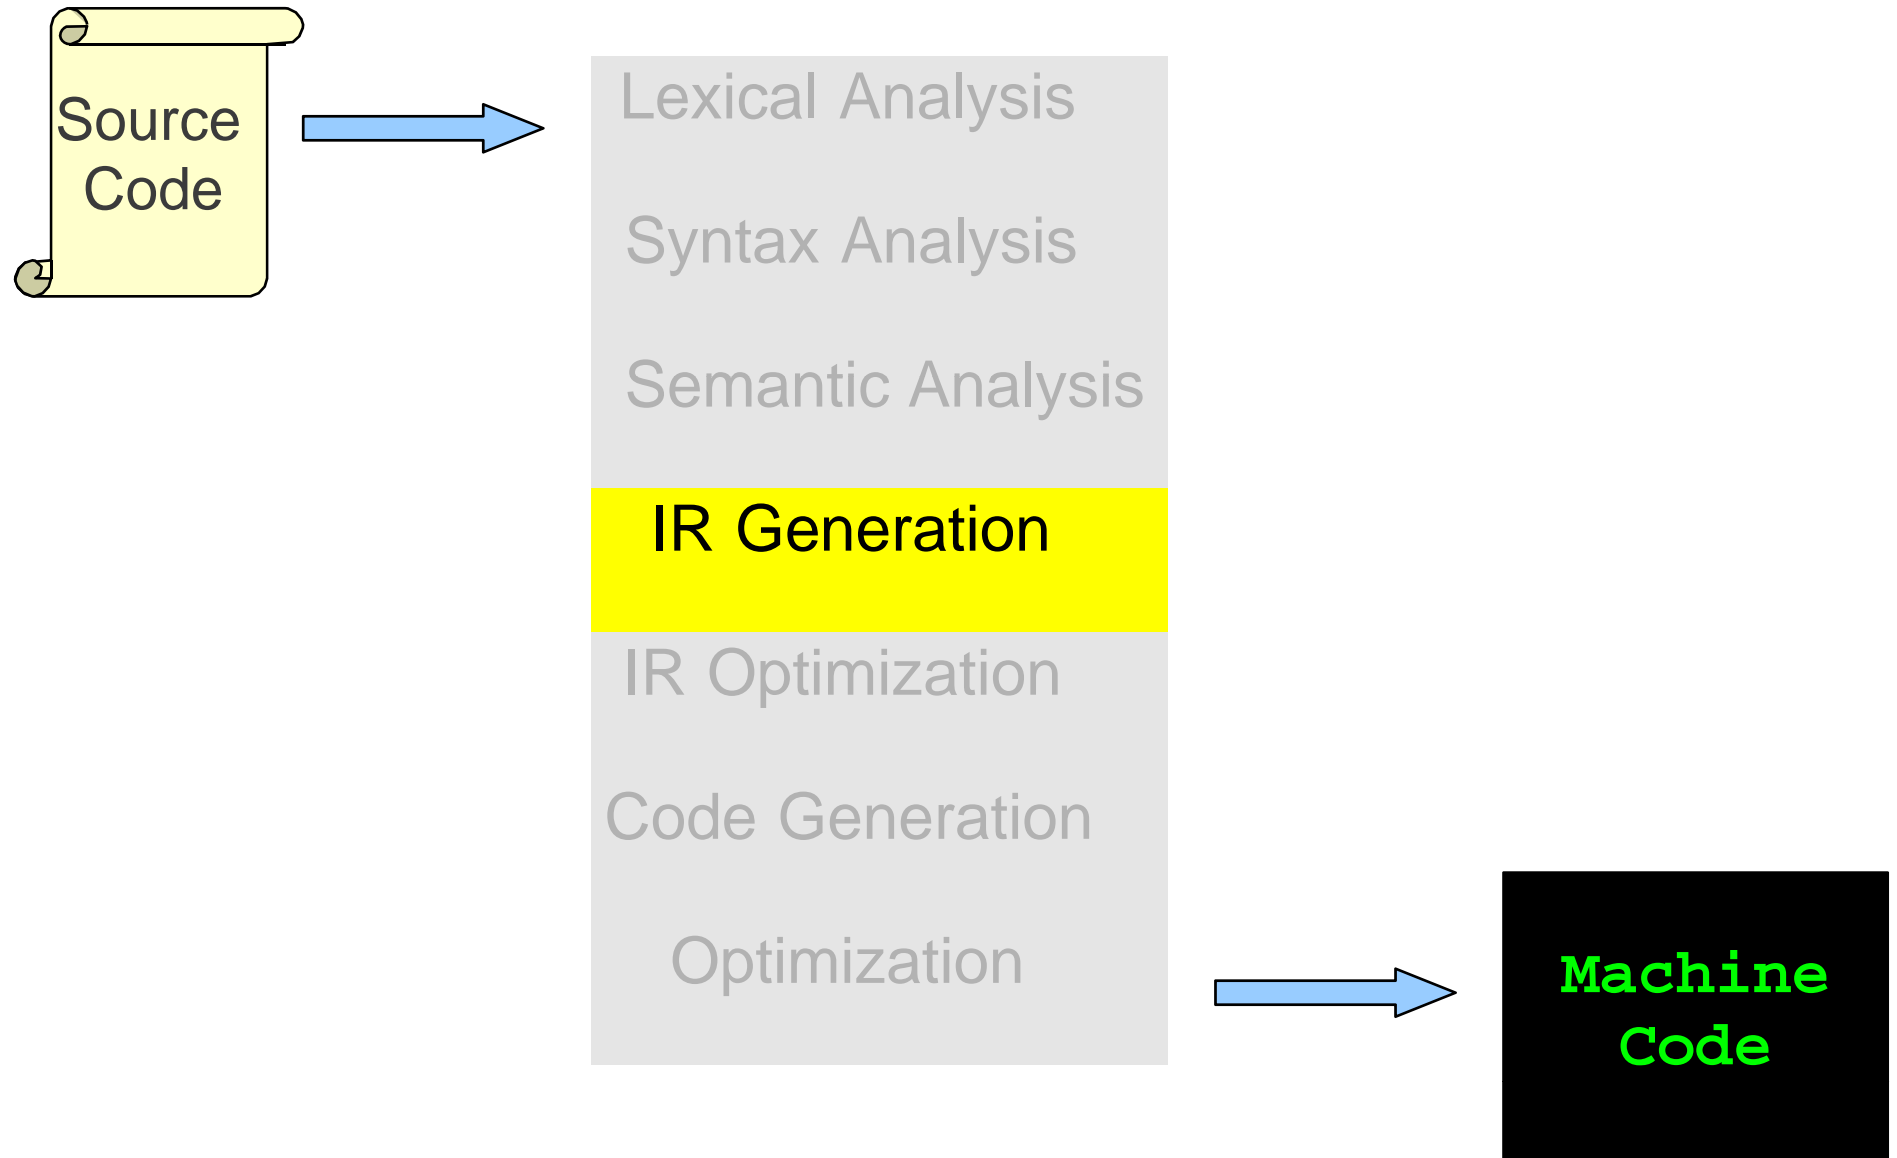 Source
Code
Lexical Analysis
Syntax Analysis
Semantic Analysis
IR Generation
IR Optimization
Code Generation
Optimization
Machine
Code